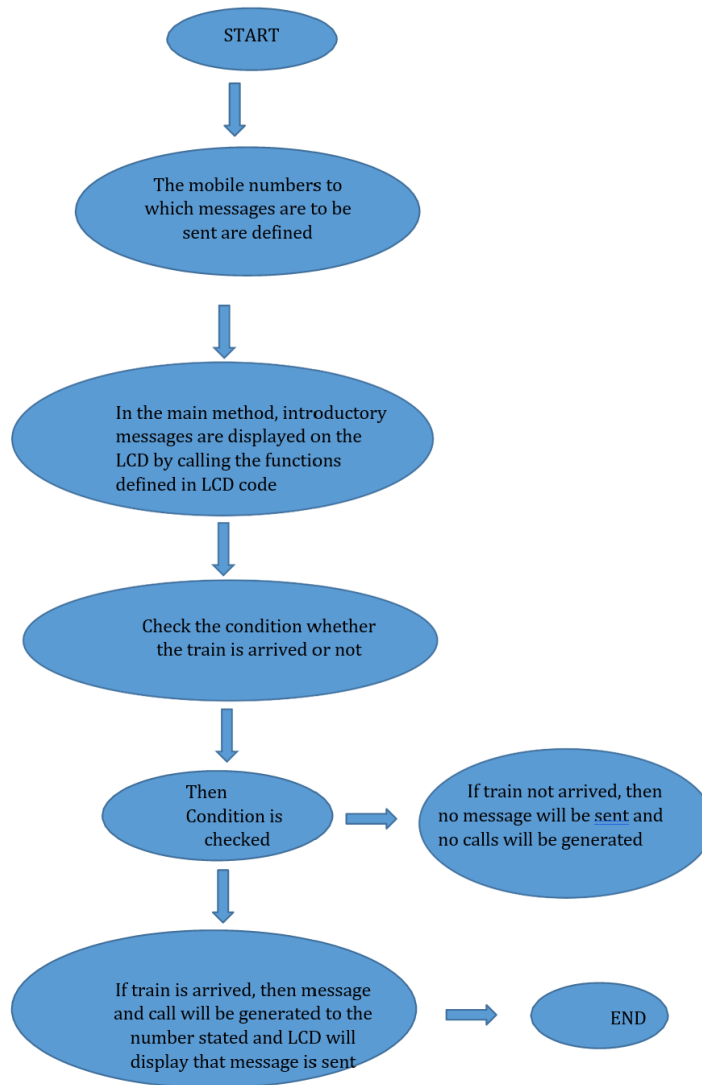 START
The mobile numbers to
which messages are to be
sent are defined
In the main method, introductory
messages are displayed on the
LCD by calling the functions
defined in LCD code
Check the condition whether
the train is arrived or not
Then
Condition is
checked
If train not arrived, then
no message will be sent and
no calls will be generated
If train is arrived, then message
and call will be generated to the
number stated and LCD will
display that message is sent
END